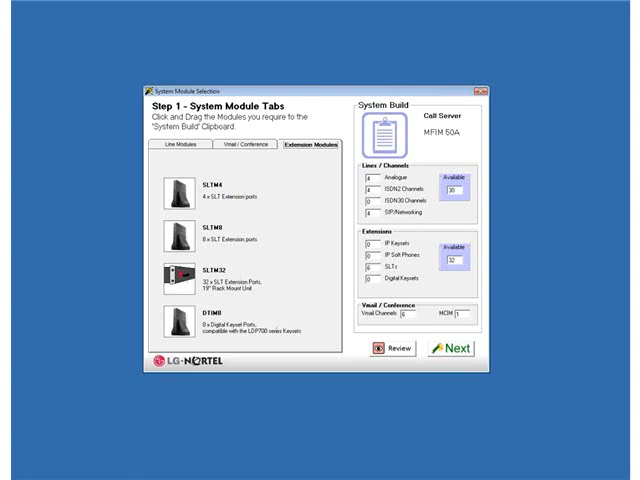 System Module Selection
Step 1 - System Module Tabs
Click and Drag the Modules you require to the
'System Build' Clipboard.
Line Modules
Vmail / Conference
Extension Modules
SLTM4
4 x SLT Extension ports
SLTM8
8 x SLT Extension ports
SLTM32
32 x SLT Extension Ports,
19" Rack Mount Unit
DTIM8
8 x Digital Keyset Ports,
compatible with the LDP700 series Keysets
LG-NORTEL
System Build
Call Server
MFIM 50A
Lines / Channels
4 Analogue
4 ISDN2 Channels
0 ISDN30 Channels
4 SIP/Networking
Available
30
Extensions
0 IP Keysets
0 IP Soft Phones
6 SLTs
0 Digital Keysets
Available
32
Vmail / Conference
Vmail Channels 6 MCIM 1
Review
Next